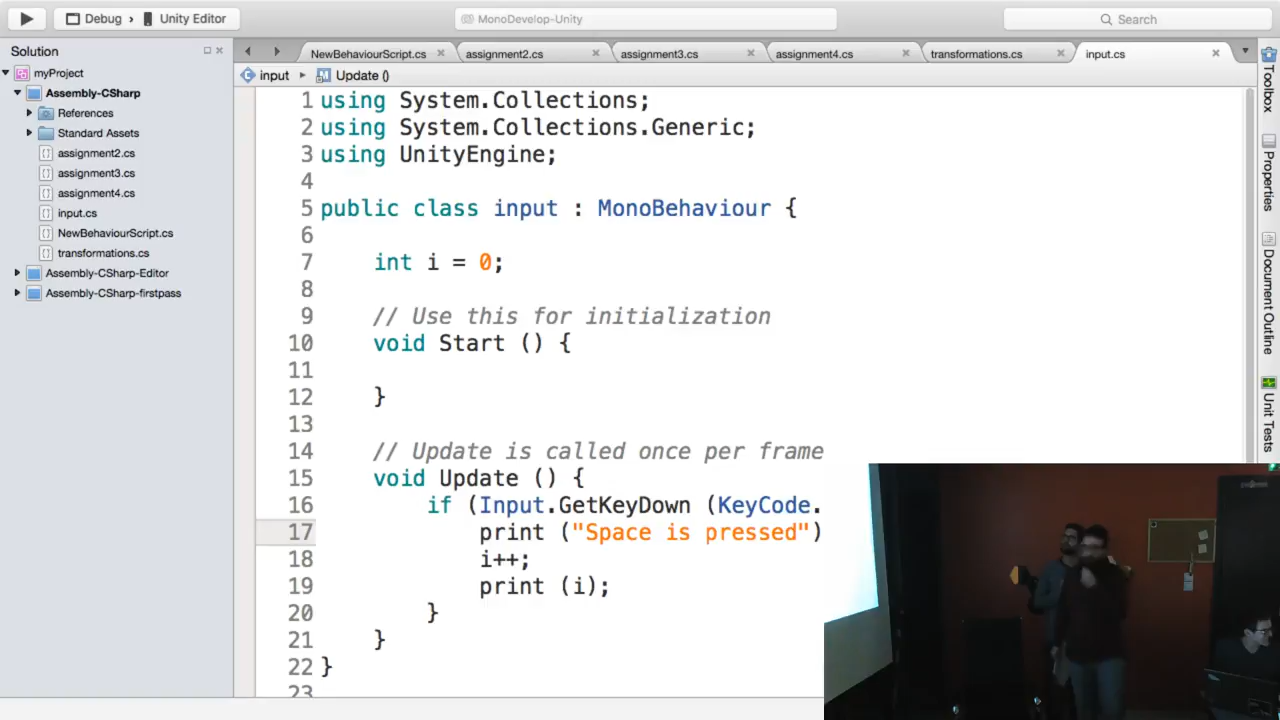 Debug › Unity Editor
MonoDevelop-Unity
Search
Solution
myProject
Assembly-CSharp
References
Standard Assets
assignment2.cs
assignment3.cs
assignment4.cs
input.cs
NewBehaviourScript.cs
transformations.cs
Assembly-CSharp-Editor
Assembly-CSharp-firstpass
NewBehaviourScript.cs
assignment2.cs
assignment3.cs
assignment4.cs
transformations.cs
input.cs
input
Update ()
1 using System.Collections;
2 using System.Collections.Generic;
3 using UnityEngine;
4
5 public class input : MonoBehaviour {
6
7 int i = 0;
8
9 // Use this for initialization
10 void Start () {
11
12 }
13
14 // Update is called once per frame
15 void Update () {
16 if (Input.GetKeyDown (KeyCode.
17 print ("Space is pressed")
18 i++;
19 print (i);
20 }
21 }
22 }
23
Toolbox
Properties
Document Outline
Unit Tests